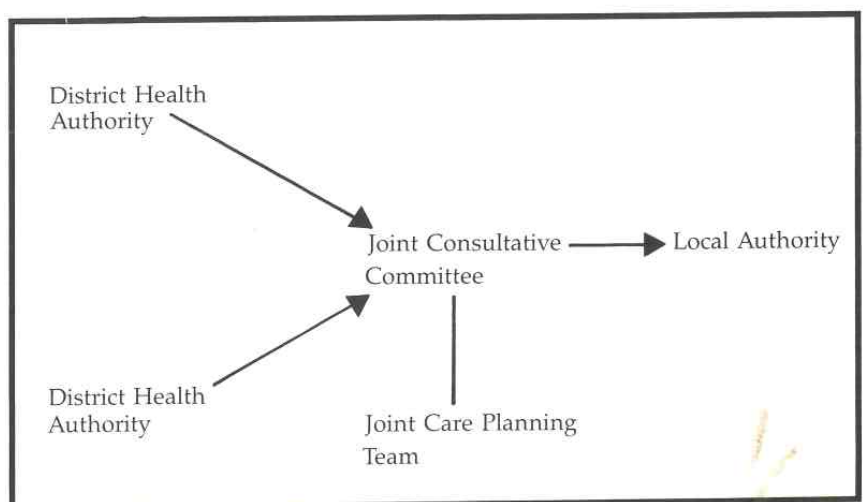 District Health
Authority
Joint Consultative
Committee
Local Authority
District Health
Authority
Joint Care Planning
Team